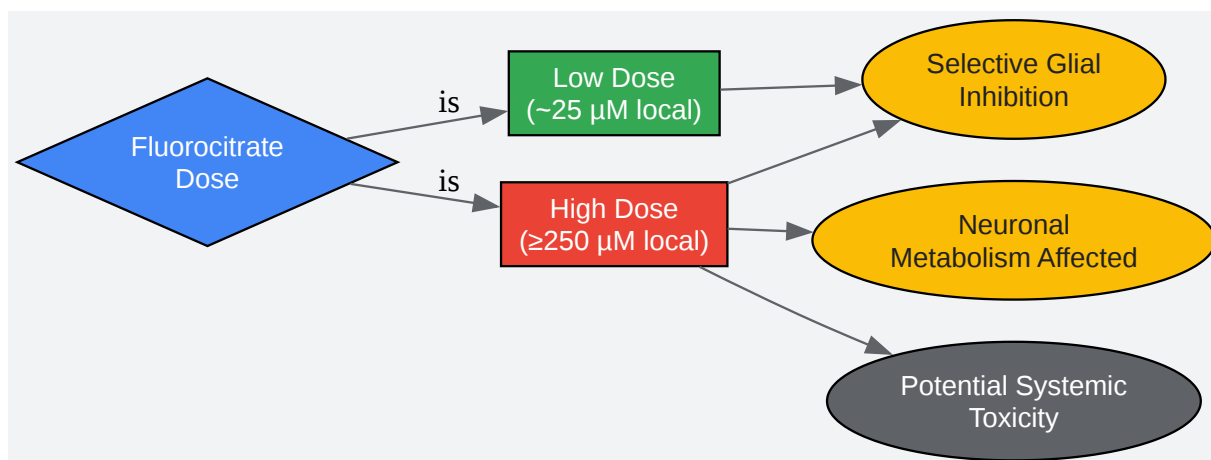 Fluorocitrate
Dose
is
is
Low Dose
(~25 µM local)
High Dose
(≥250 µM local)
Selective Glial
Inhibition
Neuronal
Metabolism Affected
Potential Systemic
Toxicity